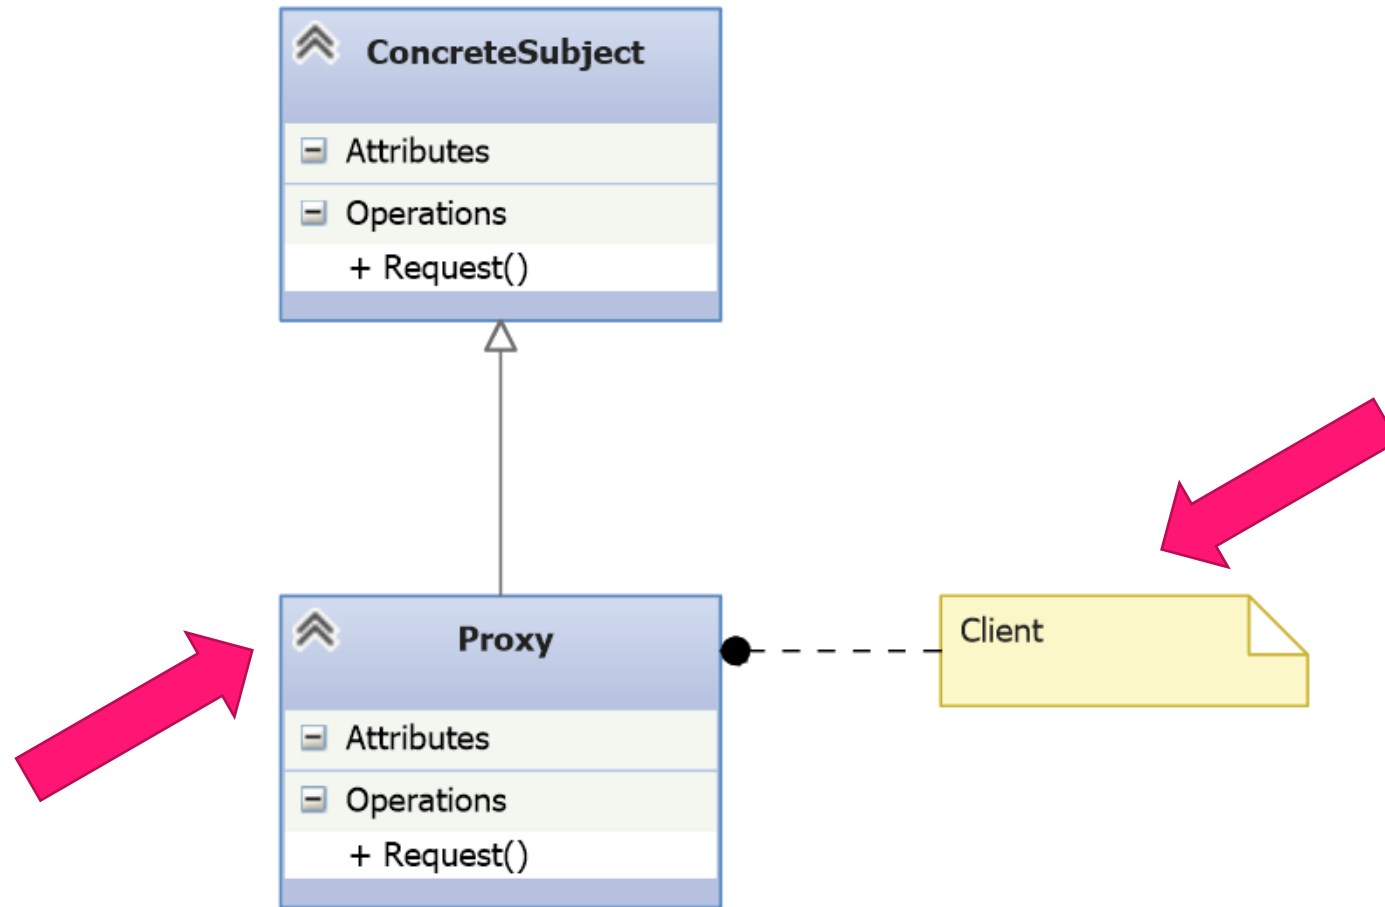 ConcreteSubject
Attributes
Operations
+ Request()
Proxy
Attributes
Operations
+ Request()
Client